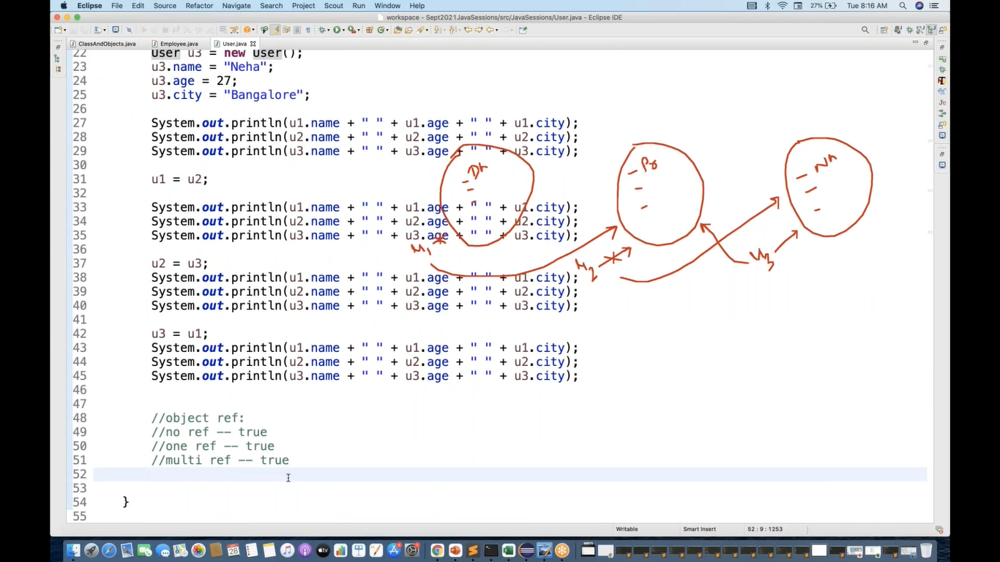 Eclipse File Edit Source Refactor Navigate Search Project Scout Run Window Help 27% Tue 8:16 AM
workspace - Sept2021JavaSessions/src/JavaSessions/User.java - Eclipse IDE
ClassAndObjects.java Employee.java User.java
22 User u3 = new User();
23 u3.name = "Neha";
24 u3.age = 27;
25 u3.city = "Bangalore";
26
27 System.out.println(u1.name + " " + u1.age + " " + u1.city);
28 System.out.println(u2.name + " " + u2.age + " " + u2.city);
29 System.out.println(u3.name + " " + u3.age + " " + u3.city);
30
31 u1 = u2;
32
33 System.out.println(u1.name + " " + u1.age + " " + u1.city);
34 System.out.println(u2.name + " " + u2.age + " " + u2.city);
35 System.out.println(u3.name + " " + u3.age + " " + u3.city);
36
37 u2 = u3;
38 System.out.println(u1.name + " " + u1.age + " " + u1.city);
39 System.out.println(u2.name + " " + u2.age + " " + u2.city);
40 System.out.println(u3.name + " " + u3.age + " " + u3.city);
41
42 u3 = u1;
43 System.out.println(u1.name + " " + u1.age + " " + u1.city);
44 System.out.println(u2.name + " " + u2.age + " " + u2.city);
45 System.out.println(u3.name + " " + u3.age + " " + u3.city);
46
47
48 //object ref:
49 //no ref -- true
50 //one ref -- true
51 //multi ref -- true
52
53
54 }
55
u1
u2
u3
Writable Smart Insert 52 : 9 : 1253